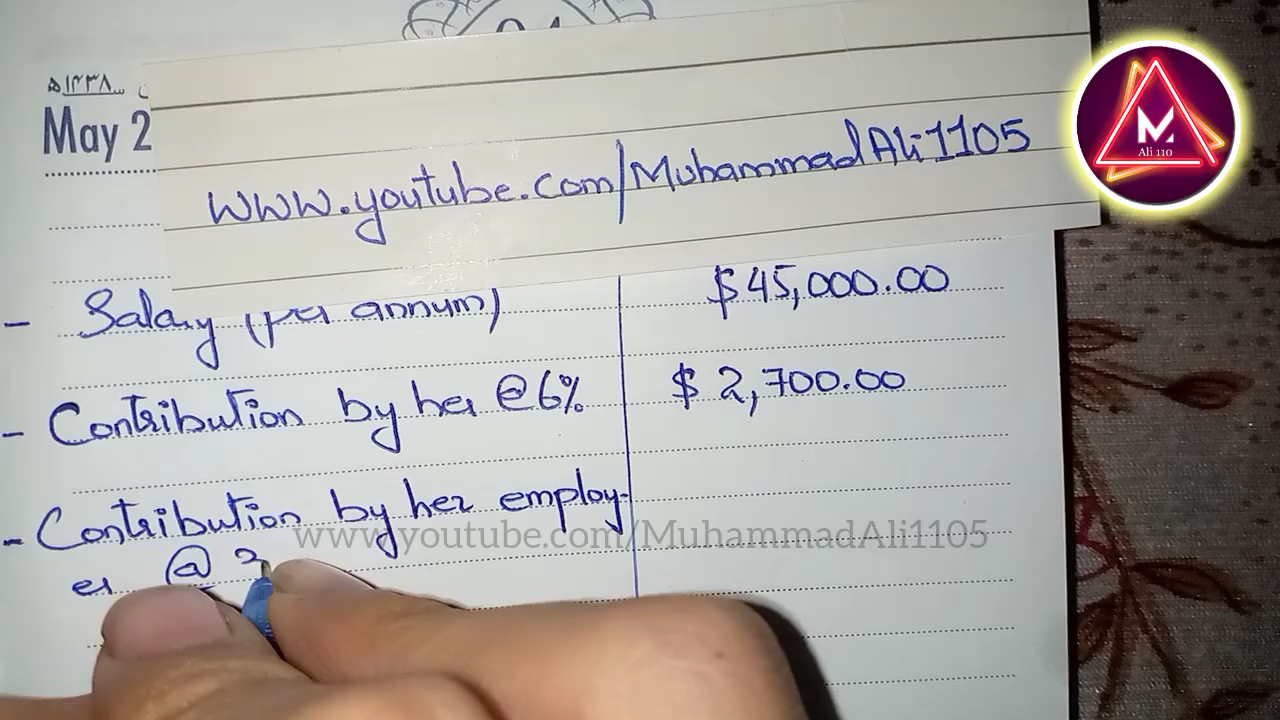 ھ۱۴۳۸
May 2
www.youtube.com/MuhammadAli1105
M
Ali 110
- Salary (per annum) $45,000.00
- Contribution by her @6% $ 2,700.00
- Contribution by her employ-
er @
www.youtube.com/MuhammadAli1105